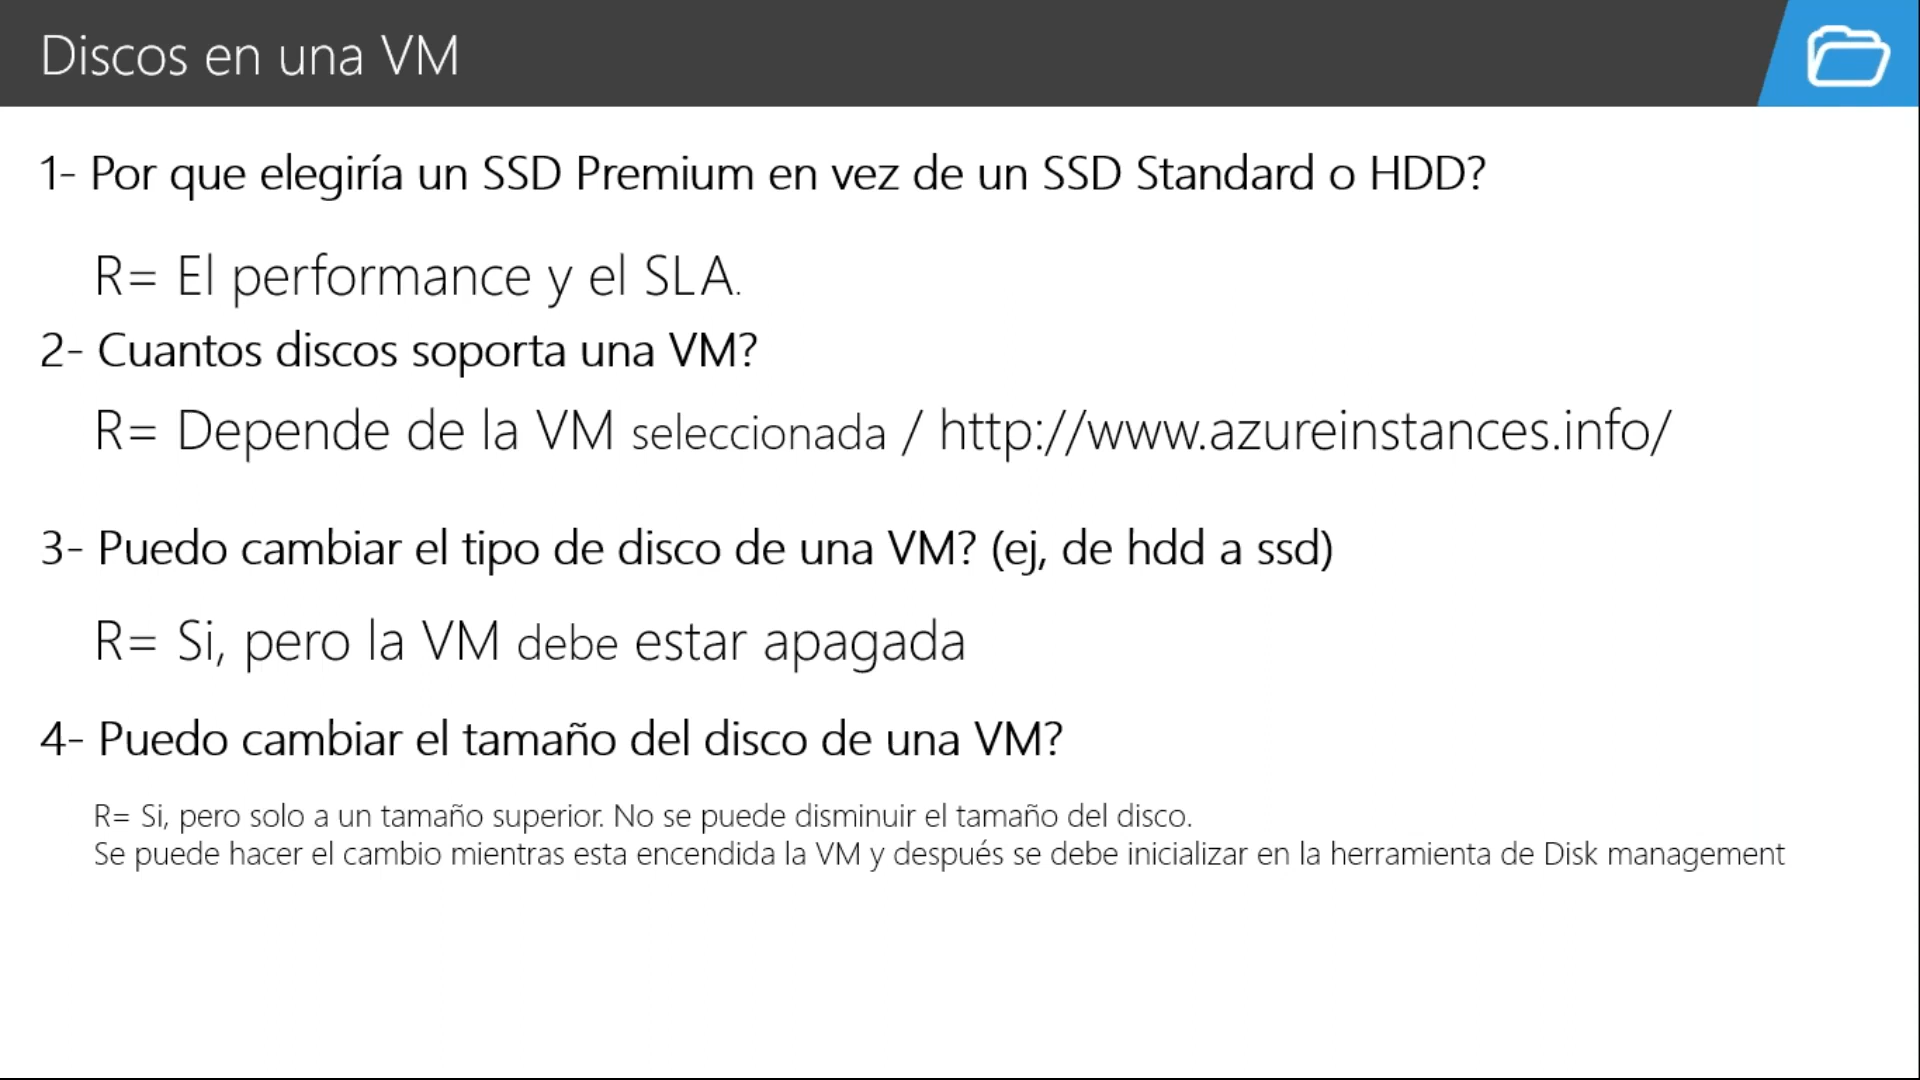 Discos en una VM
1- Por que elegiría un SSD Premium en vez de un SSD Standard o HDD?
R= El performance y el SLA.
2- Cuantos discos soporta una VM?
R= Depende de la VM seleccionada / http://www.azureinstances.info/
3- Puedo cambiar el tipo de disco de una VM? (ej, de hdd a ssd)
R= Si, pero la VM debe estar apagada
4- Puedo cambiar el tamaño del disco de una VM?
R= Si, pero solo a un tamaño superior. No se puede disminuir el tamaño del disco.
Se puede hacer el cambio mientras esta encendida la VM y después se debe inicializar en la herramienta de Disk management